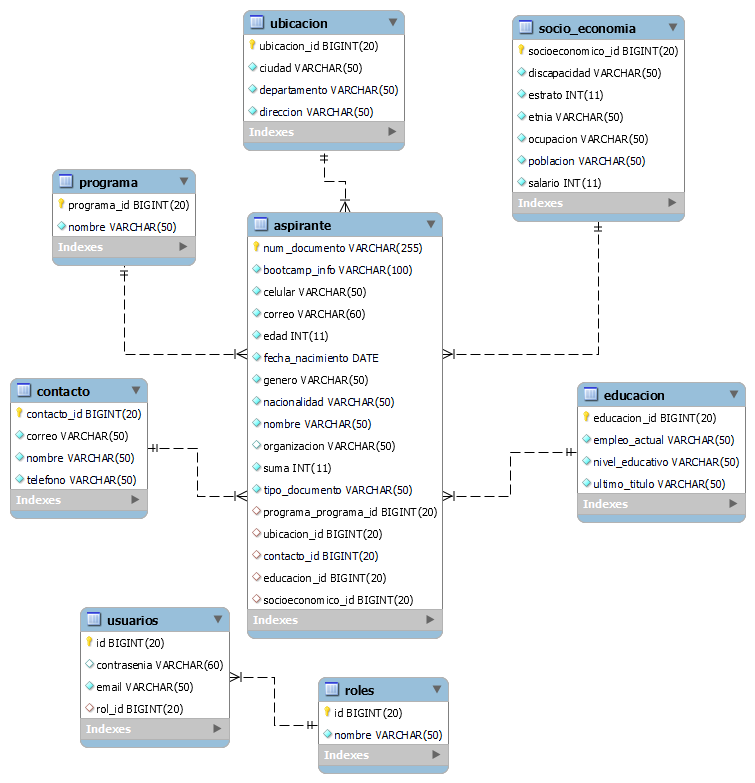 ubicacion
ubicacion_id BIGINT(20)
ciudad VARCHAR(50)
departamento VARCHAR(50)
direccion VARCHAR(50)
Indexes
socio_economia
socioeconomico_id BIGINT(20)
discapacidad VARCHAR(50)
estrato INT(11)
etnia VARCHAR(50)
ocupacion VARCHAR(50)
poblacion VARCHAR(50)
salario INT(11)
Indexes
programa
programa_id BIGINT(20)
nombre VARCHAR(50)
Indexes
aspirante
num_documento VARCHAR(255)
bootcamp_info VARCHAR(100)
celular VARCHAR(50)
correo VARCHAR(60)
edad INT(11)
fecha_nacimiento DATE
genero VARCHAR(50)
nacionalidad VARCHAR(50)
nombre VARCHAR(50)
organizacion VARCHAR(50)
suma INT(11)
tipo_documento VARCHAR(50)
programa_programa_id BIGINT(20)
ubicacion_id BIGINT(20)
contacto_id BIGINT(20)
educacion_id BIGINT(20)
socioeconomico_id BIGINT(20)
Indexes
contacto
contacto_id BIGINT(20)
correo VARCHAR(50)
nombre VARCHAR(50)
telefono VARCHAR(50)
Indexes
educacion
educacion_id BIGINT(20)
empleo_actual VARCHAR(50)
nivel_educativo VARCHAR(50)
ultimo_titulo VARCHAR(50)
Indexes
usuarios
id BIGINT(20)
contrasenia VARCHAR(60)
email VARCHAR(50)
rol_id BIGINT(20)
Indexes
roles
id BIGINT(20)
nombre VARCHAR(50)
Indexes